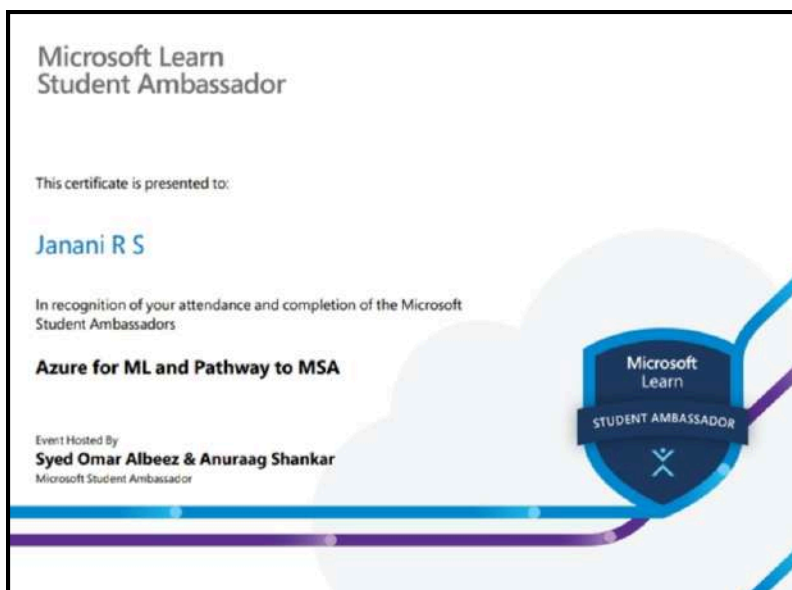 Microsoft Learn
Student Ambassador
This certificate is presented to:
Janani R S
In recognition of your attendance and completion of the Microsoft
Student Ambassadors
Azure for ML and Pathway to MSA
Event Hosted By
Syed Omar Albeez & Anuraag Shankar
Microsoft Student Ambassador
Microsoft
Learn
STUDENT AMBASSADOR